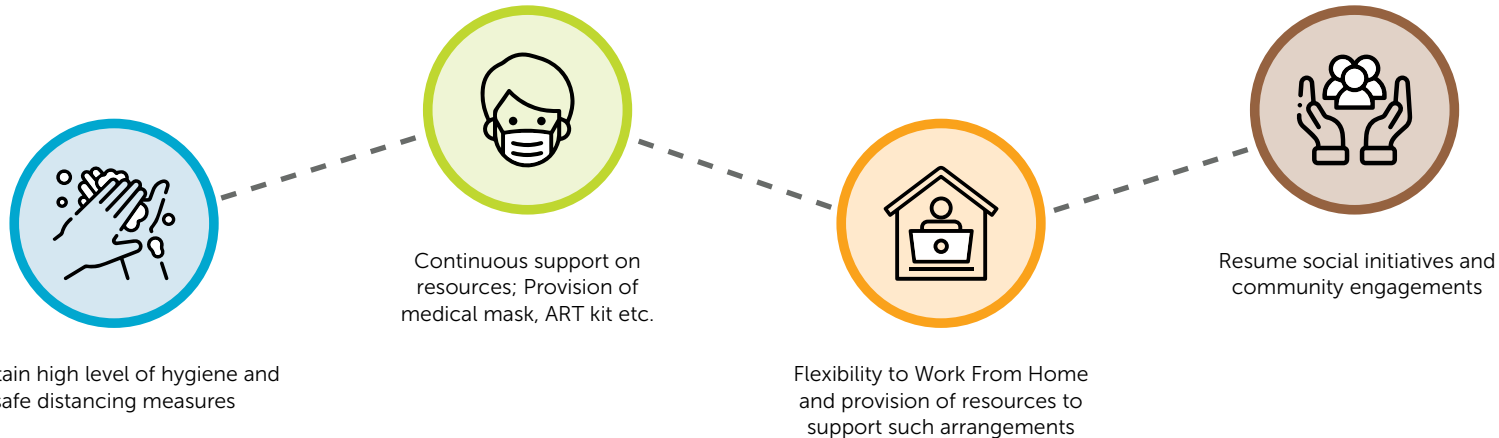 tain high level of hygiene and
safe distancing measures
Continuous support on
resources; Provision of
medical mask, ART kit etc.
Flexibility to Work From Home
and provision of resources to
support such arrangements
Resume social initiatives and
community engagements